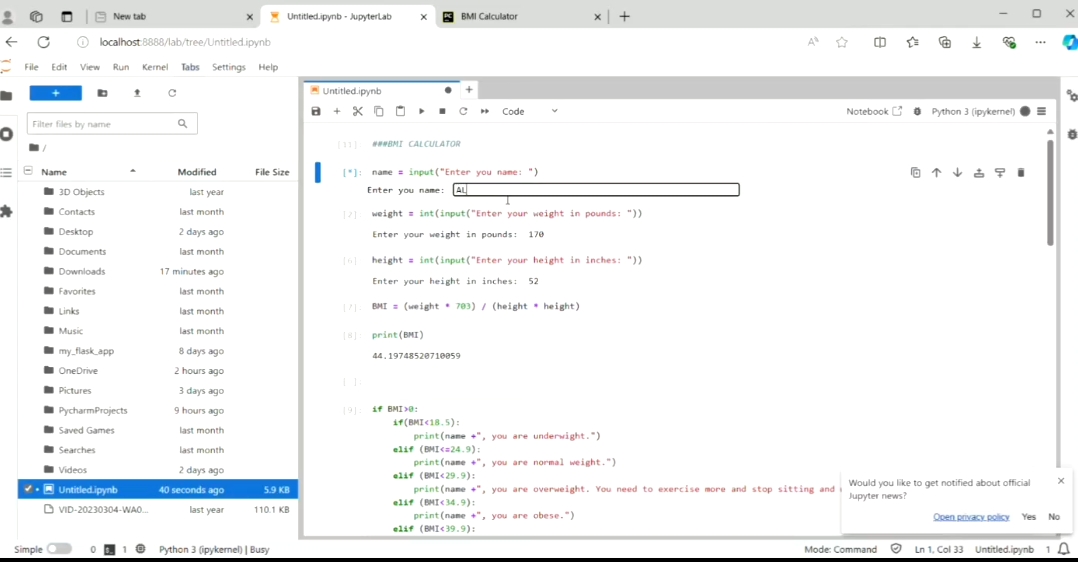 New tab
Untitled.ipynb - JupyterLab
BMI Calculator
localhost:8888/lab/tree/Untitled.ipynb
File Edit View Run Kernel Tabs Settings Help
Untitled.ipynb
Code
Notebook
Python 3 (ipykernel)
Filter files by name
/
Name Modified File Size
3D Objects last year
Contacts last month
Desktop 2 days ago
Documents last month
Downloads 17 minutes ago
Favorites last month
Links last month
Music last month
my_flask_app 8 days ago
OneDrive 2 hours ago
Pictures 3 days ago
PycharmProjects 9 hours ago
Saved Games last month
Searches last month
Videos 2 days ago
Untitled.ipynb 40 seconds ago 5.9 KB
VID-20230304-WA0... last year 110.1 KB
[11] ###BMI CALCULATOR
[*]: name = input("Enter you name: ")
Enter you name: AL
weight = int(input("Enter your weight in pounds: "))
Enter your weight in pounds: 170
height = int(input("Enter your height in inches: "))
Enter your height in inches: 52
[7]: BMI = (weight * 703) / (height * height)
print(BMI)
44.19748520710059
[ ]:
[9]: if BMI>0:
if(BMI<18.5):
print(name +", you are underwight.")
elif (BMI<=24.9):
print(name +", you are normal weight.")
elif (BMI<29.9):
print(name +", you are overweight. You need to exercise more and stop sitting and
elif (BMI<34.9):
print(name +", you are obese.")
elif (BMI<39.9):
Would you like to get notified about official
Jupyter news?
Open privacy policy Yes No
Simple 0 1 Python 3 (ipykernel) | Busy
Mode: Command Ln 1, Col 33 Untitled.ipynb 1